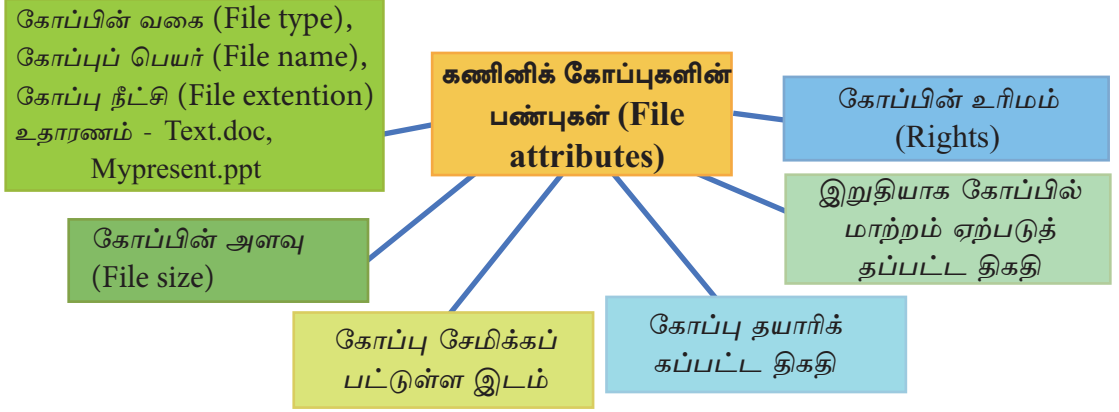 கோப்பின் வகை (File type),
கோப்புப் பெயர் (File name),
கோப்பு நீட்சி (File extention)
உதாரணம் - Text.doc,
Mypresent.ppt
கணினிக் கோப்புகளின்
பண்புகள் (File
attributes)
கோப்பின் உரிமம்
(Rights)
இறுதியாக கோப்பில்
மாற்றம் ஏற்படுத்
தப்பட்ட திகதி
கோப்பின் அளவு
(File size)
கோப்பு சேமிக்கப்
பட்டுள்ள இடம்
கோப்பு தயாரிக்
கப்பட்ட திகதி